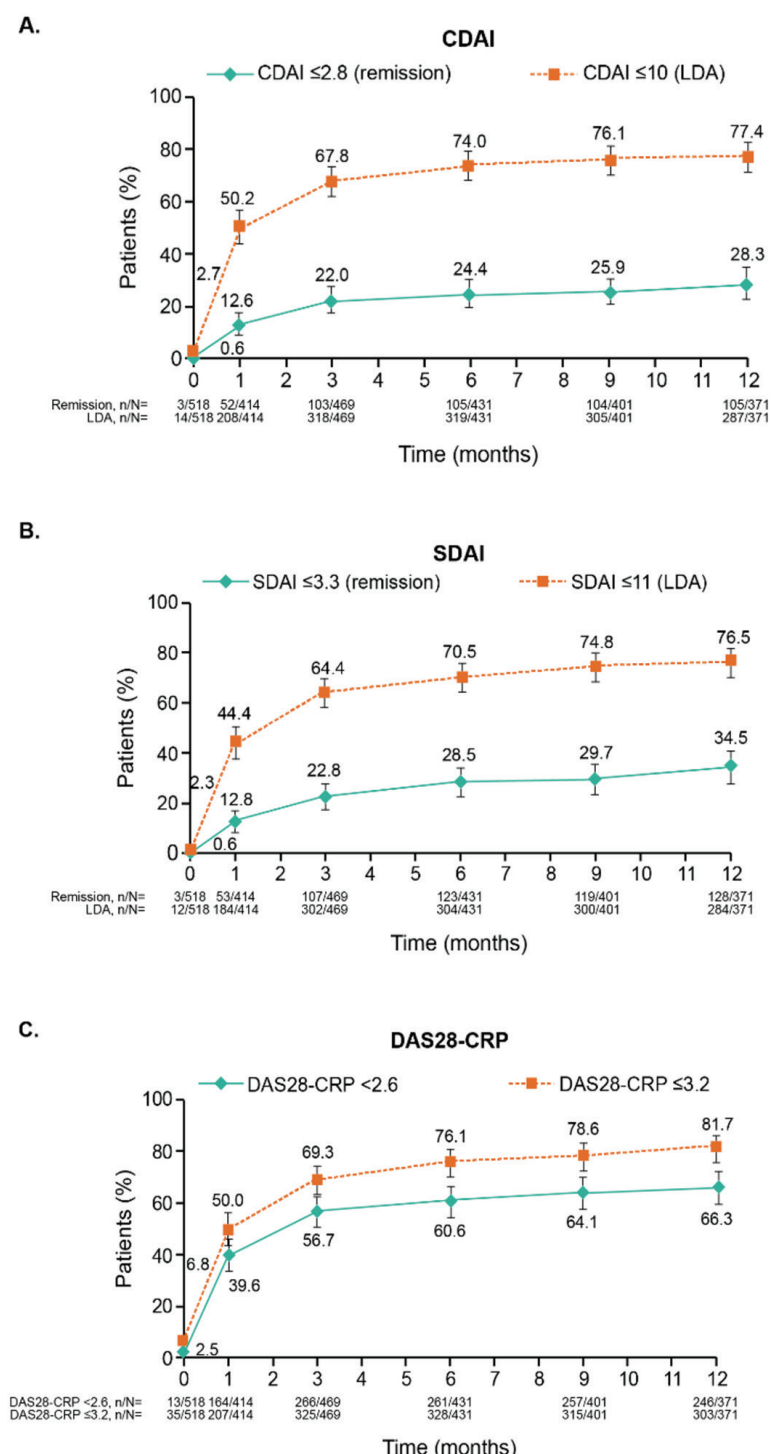 A.
CDAI
CDAI ≤2.8 (remission) CDAI ≤10 (LDA)
100
80
60
40
20
0
Patients (%)
2.7 50.2 67.8 74.0 76.1 77.4
0.6 12.6 22.0 24.4 25.9 28.3
0 1 2 3 4 5 6 7 8 9 10 11 12
Remission, n/N= 3/518 52/414 103/469 105/431 104/401 105/371
LDA, n/N= 14/518 208/414 318/469 319/431 305/401 287/371
Time (months)
B.
SDAI
SDAI ≤3.3 (remission) SDAI ≤11 (LDA)
100
80
60
40
20
0
Patients (%)
2.3 44.4 64.4 70.5 74.8 76.5
0.6 12.8 22.8 28.5 29.7 34.5
0 1 2 3 4 5 6 7 8 9 10 11 12
Remission, n/N= 3/518 53/414 107/469 123/431 119/401 128/371
LDA, n/N= 12/518 184/414 302/469 304/431 300/401 284/371
Time (months)
C.
DAS28-CRP
DAS28-CRP <2.6 DAS28-CRP ≤3.2
100
80
60
40
20
0
Patients (%)
6.8 50.0 69.3 76.1 78.6 81.7
2.5 39.6 56.7 60.6 64.1 66.3
0 1 2 3 4 5 6 7 8 9 10 11 12
DAS28-CRP <2.6, n/N= 13/518 164/414 266/469 261/431 257/401 246/371
DAS28-CRP ≤3.2, n/N= 35/518 207/414 325/469 328/431 315/401 303/371
Time (months)